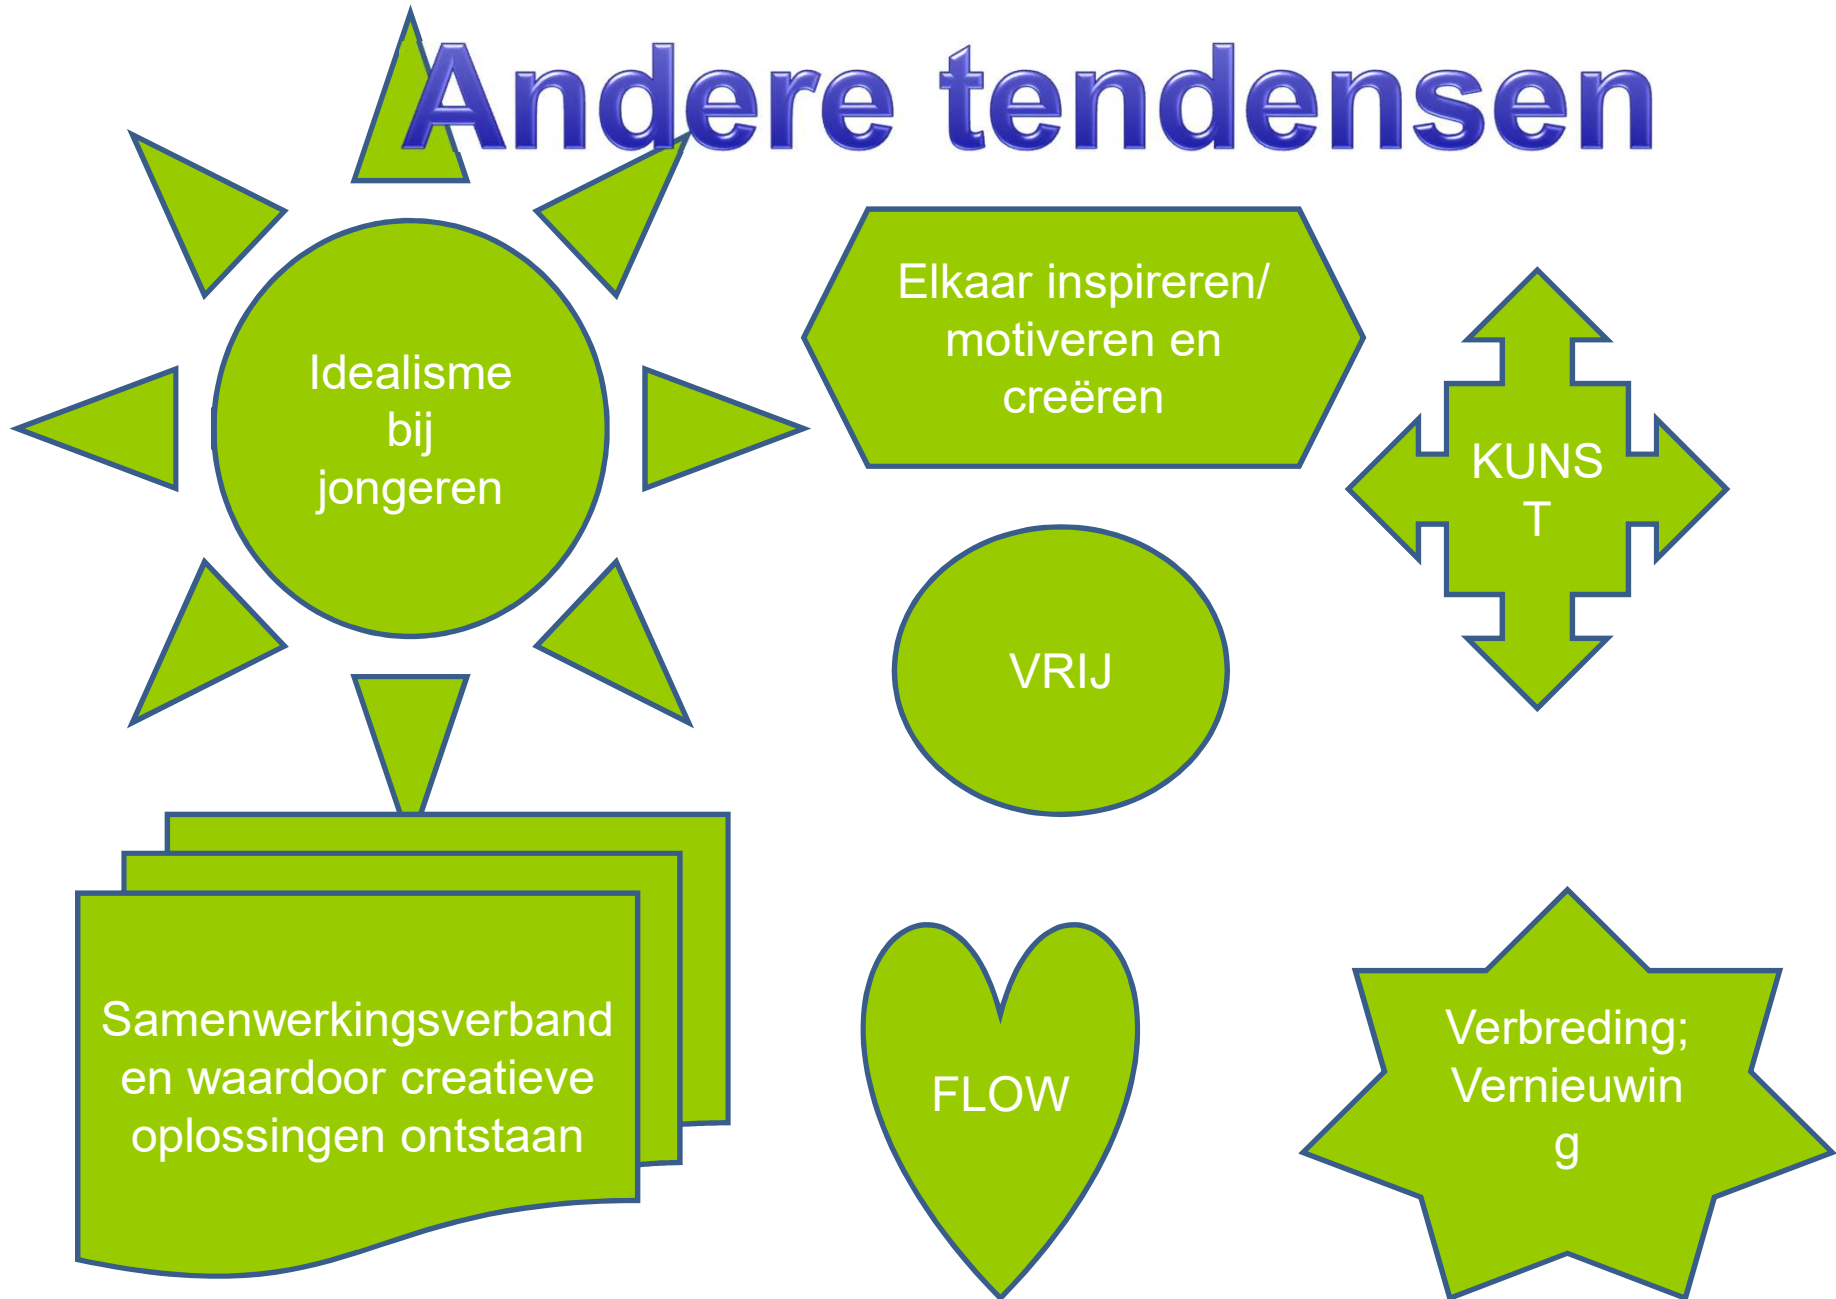 Andere tendensen
Idealisme
bij
jongeren
Elkaar inspireren/
motiveren en
creëren
KUNS
T
VRIJ
Samenwerkingsverband
en waardoor creatieve
oplossingen ontstaan
FLOW
Verbreding;
Vernieuwin
g